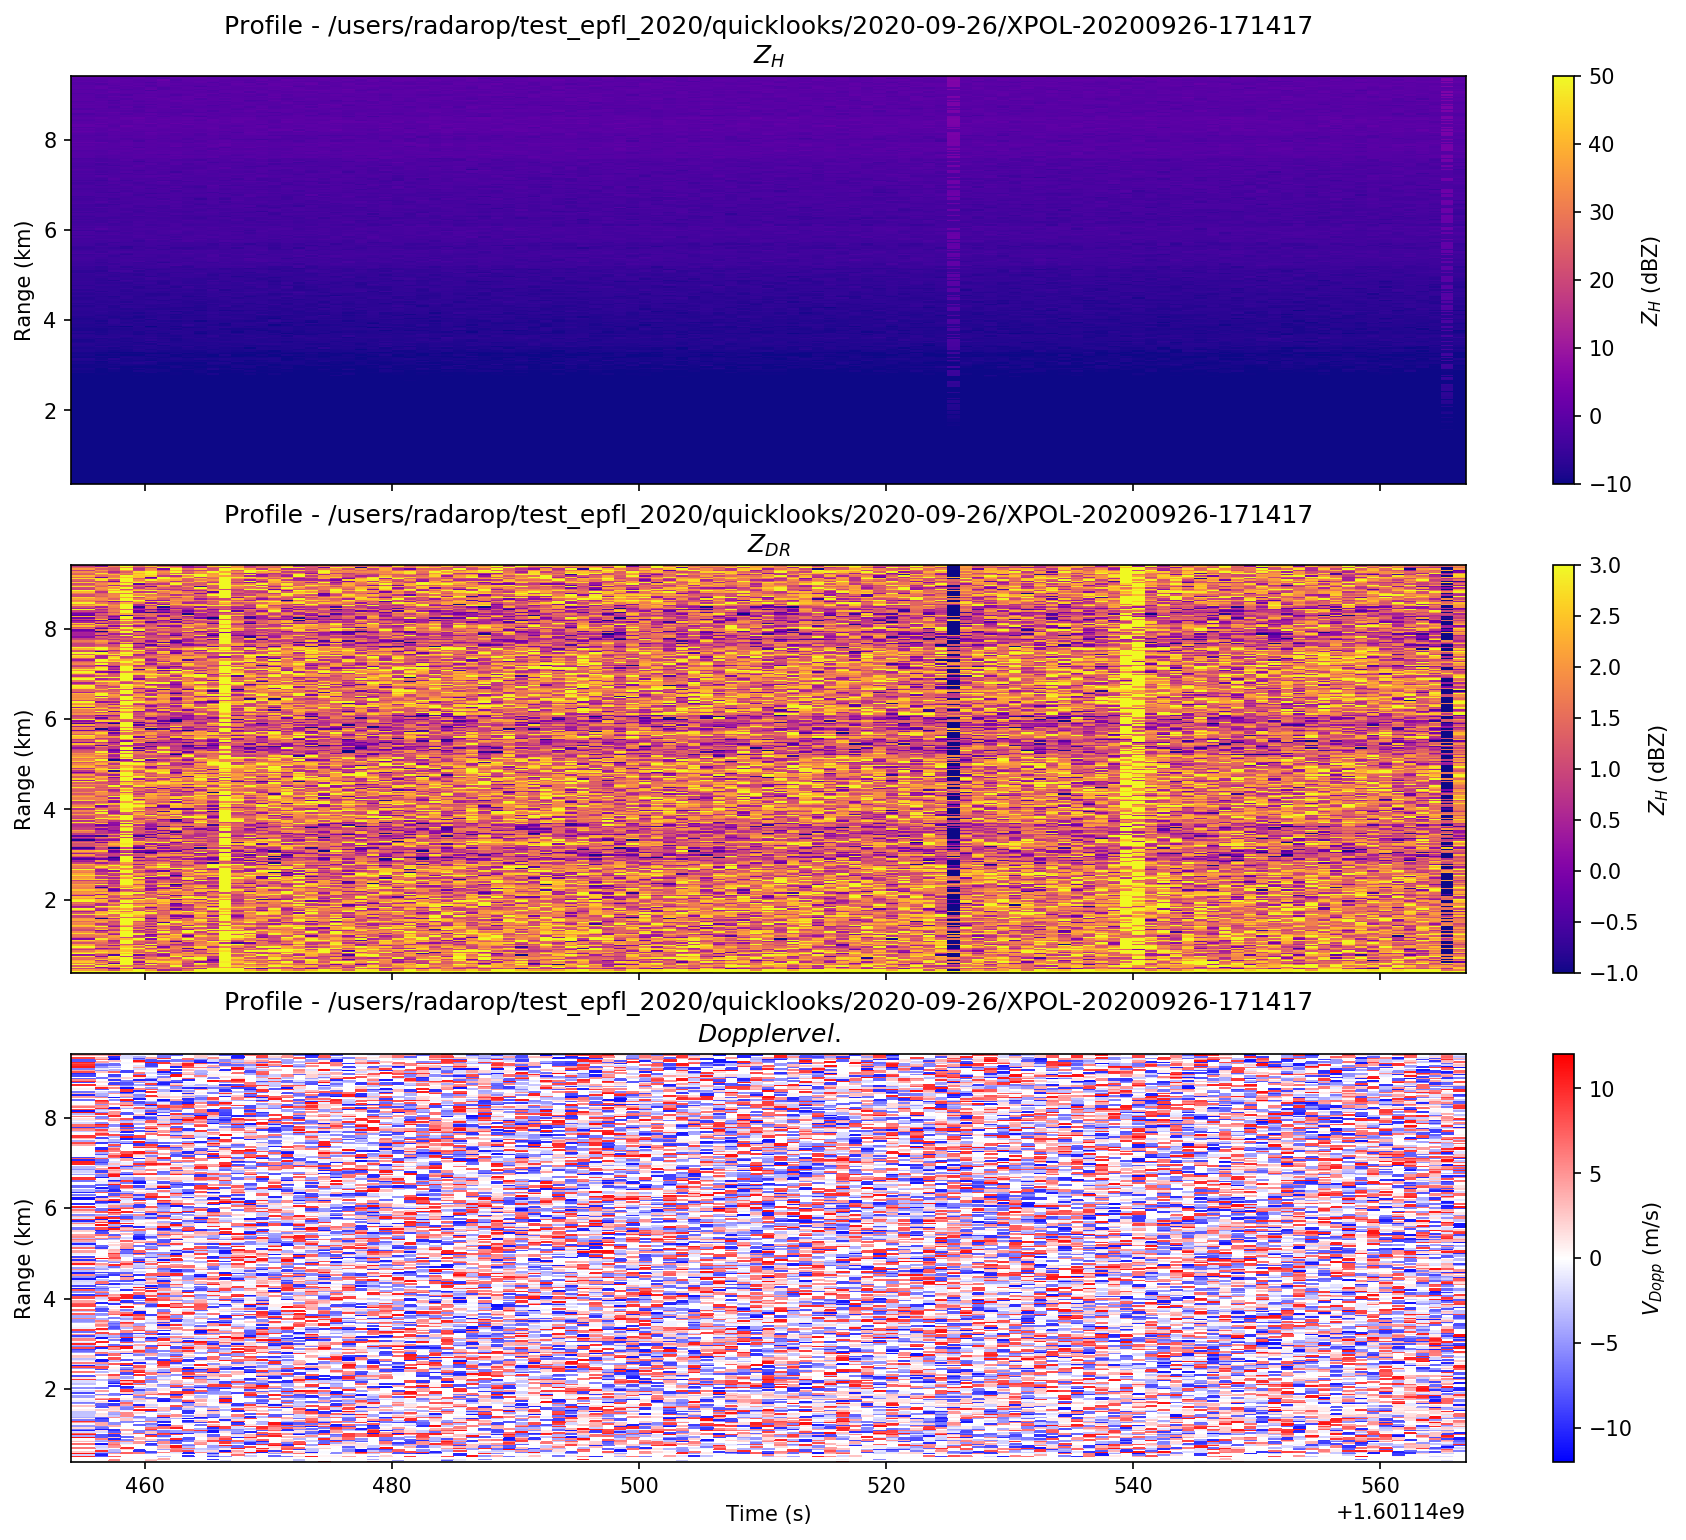 Profile - /users/radarop/test_epfl_2020/quicklooks/2020-09-26/XPOL-20200926-171417
Z_H
Range (km)
8
6
4
2
50
40
30
20
10
0
−10
Z_H (dBZ)
Profile - /users/radarop/test_epfl_2020/quicklooks/2020-09-26/XPOL-20200926-171417
Z_DR
Range (km)
8
6
4
2
3.0
2.5
2.0
1.5
1.0
0.5
0.0
−0.5
−1.0
Z_H (dBZ)
Profile - /users/radarop/test_epfl_2020/quicklooks/2020-09-26/XPOL-20200926-171417
Dopplervel.
Range (km)
8
6
4
2
10
5
0
−5
−10
V_Dopp (m/s)
460 480 500 520 540 560
Time (s)
+1.60114e9